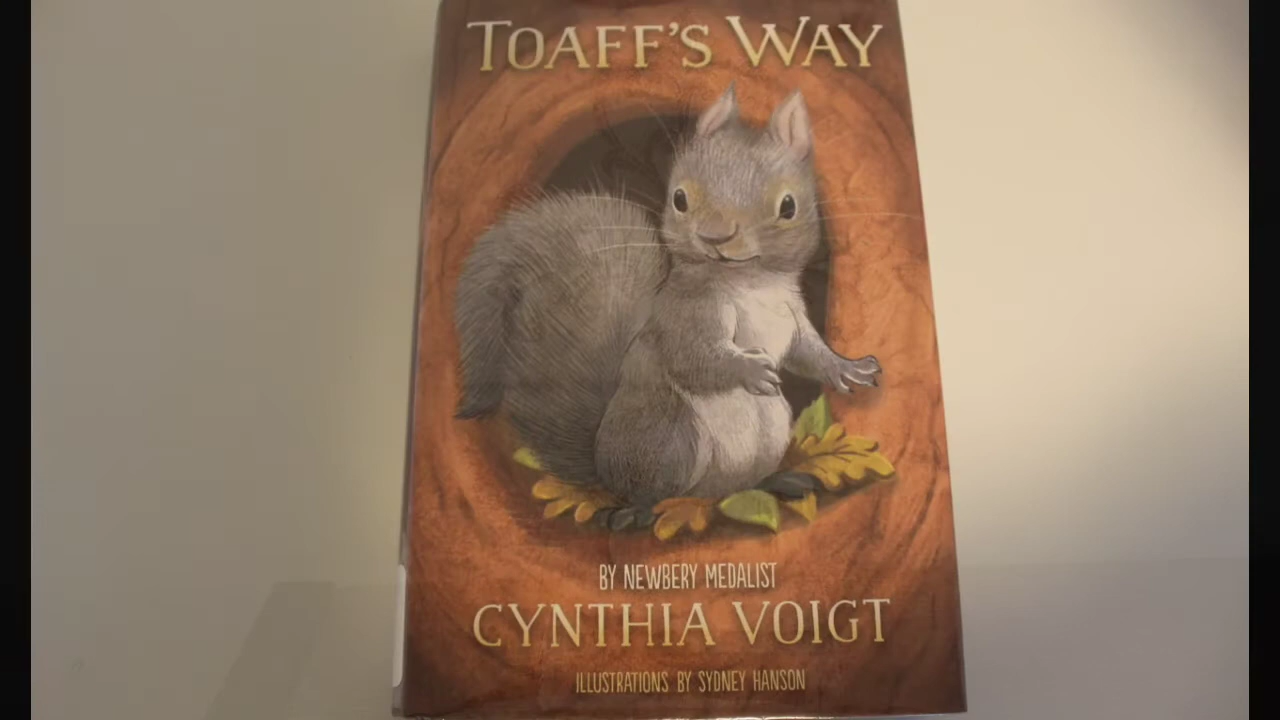 TOAFF'S WAY
BY NEWBERY MEDALIST
CYNTHIA VOIGT
ILLUSTRATIONS BY SYDNEY HANSON